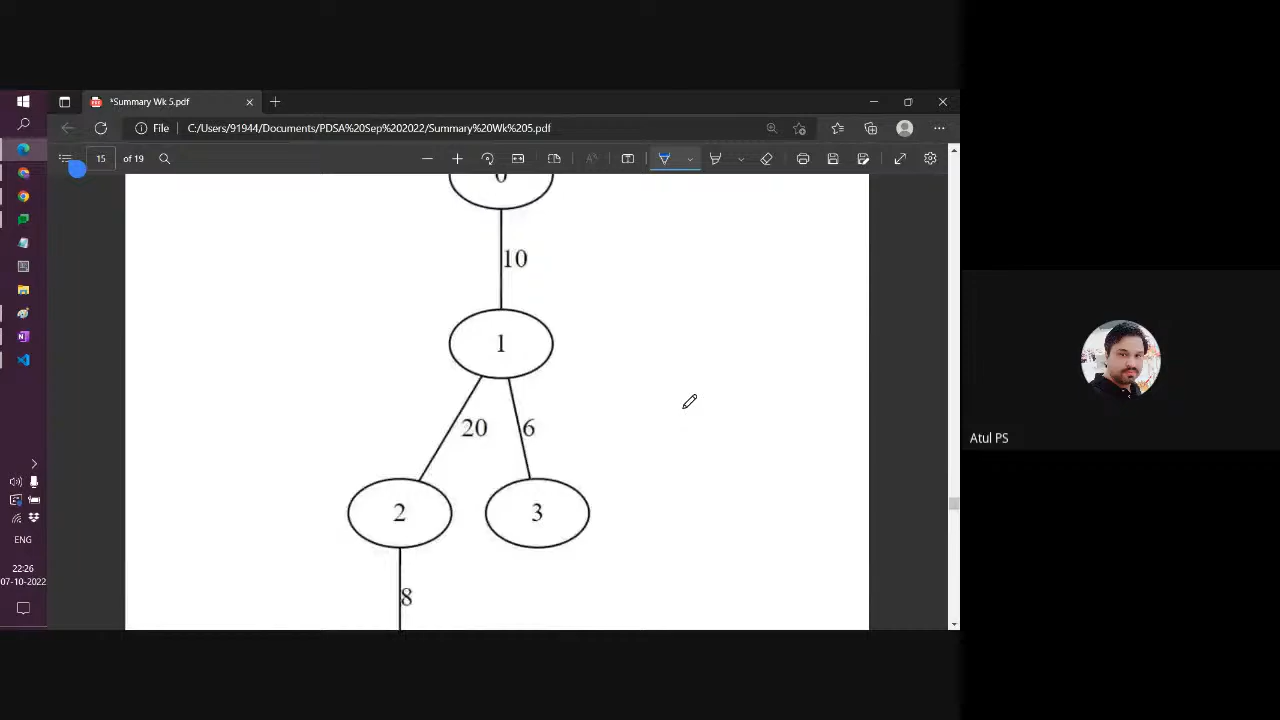 *Summary Wk 5.pdf
File
C:/Users/91944/Documents/PDSA%20Sep%202022/Summary%20Wk%205.pdf
15 of 19
0
10
1
20 6
2 3
8
Atul PS
ENG
22:26
07-10-2022